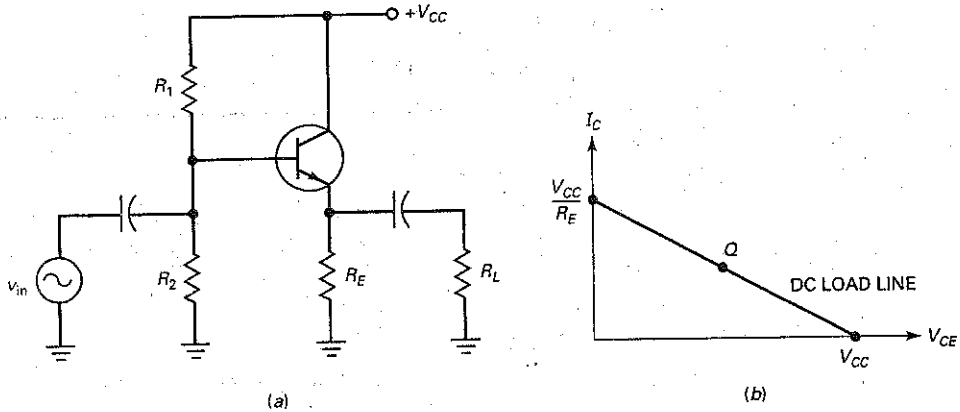 +V_CC
R_1
R_2
v_in
R_E
R_L
(a)
I_C
V_CC
R_E
Q
DC LOAD LINE
V_CC
V_CE
(b)